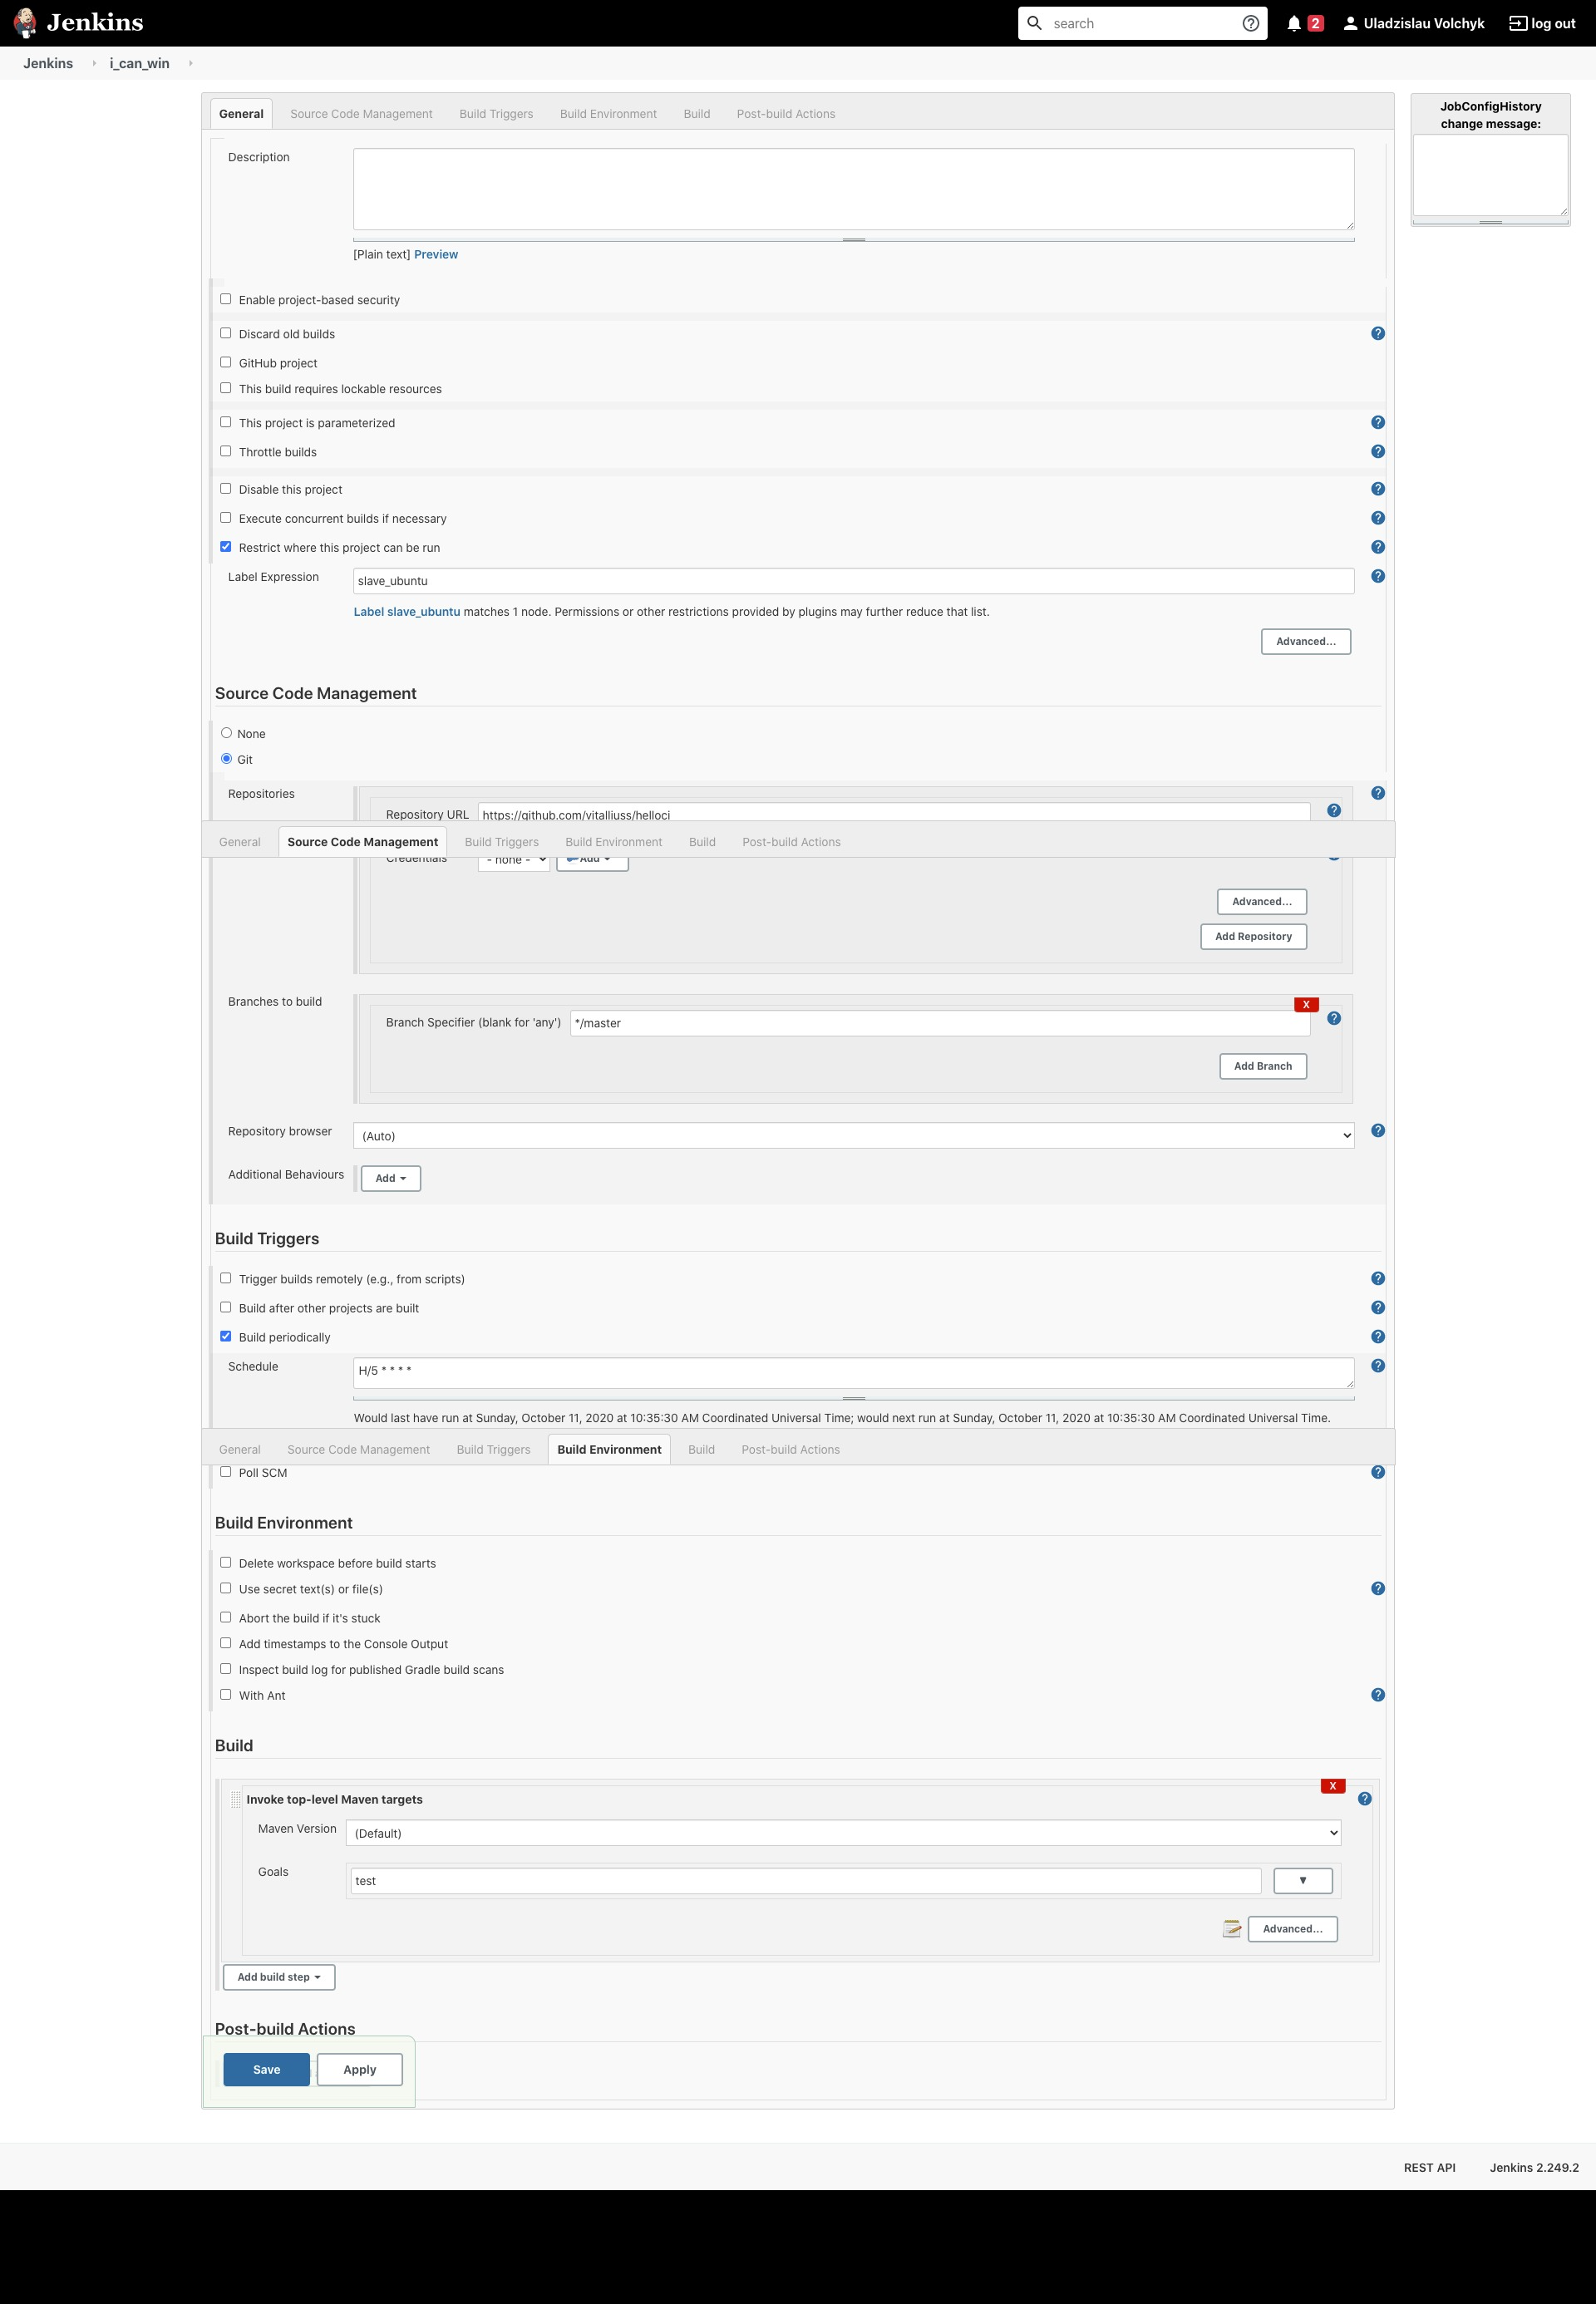 Jenkins
search
2
Uladzislau Volchyk
log out
Jenkins
i_can_win
General Source Code Management Build Triggers Build Environment Build Post-build Actions
JobConfigHistory
change message:
Description
[Plain text] Preview
Enable project-based security
Discard old builds
GitHub project
This build requires lockable resources
This project is parameterized
Throttle builds
Disable this project
Execute concurrent builds if necessary
Restrict where this project can be run
Label Expression slave_ubuntu
Label slave_ubuntu matches 1 node. Permissions or other restrictions provided by plugins may further reduce that list.
Advanced...
Source Code Management
None
Git
Repositories
Repository URL https://github.com/vitalliuss/helloci
General Source Code Management Build Triggers Build Environment Build Post-build Actions
Credentials - none - Add
Advanced...
Add Repository
Branches to build
X
Branch Specifier (blank for 'any') */master
Add Branch
Repository browser (Auto)
Additional Behaviours Add
Build Triggers
Trigger builds remotely (e.g., from scripts)
Build after other projects are built
Build periodically
Schedule H/5 * * * *
Would last have run at Sunday, October 11, 2020 at 10:35:30 AM Coordinated Universal Time; would next run at Sunday, October 11, 2020 at 10:35:30 AM Coordinated Universal Time.
General Source Code Management Build Triggers Build Environment Build Post-build Actions
Poll SCM
Build Environment
Delete workspace before build starts
Use secret text(s) or file(s)
Abort the build if it's stuck
Add timestamps to the Console Output
Inspect build log for published Gradle build scans
With Ant
Build
X
Invoke top-level Maven targets
Maven Version (Default)
Goals test
Advanced...
Add build step
Post-build Actions
Save Apply
REST API Jenkins 2.249.2